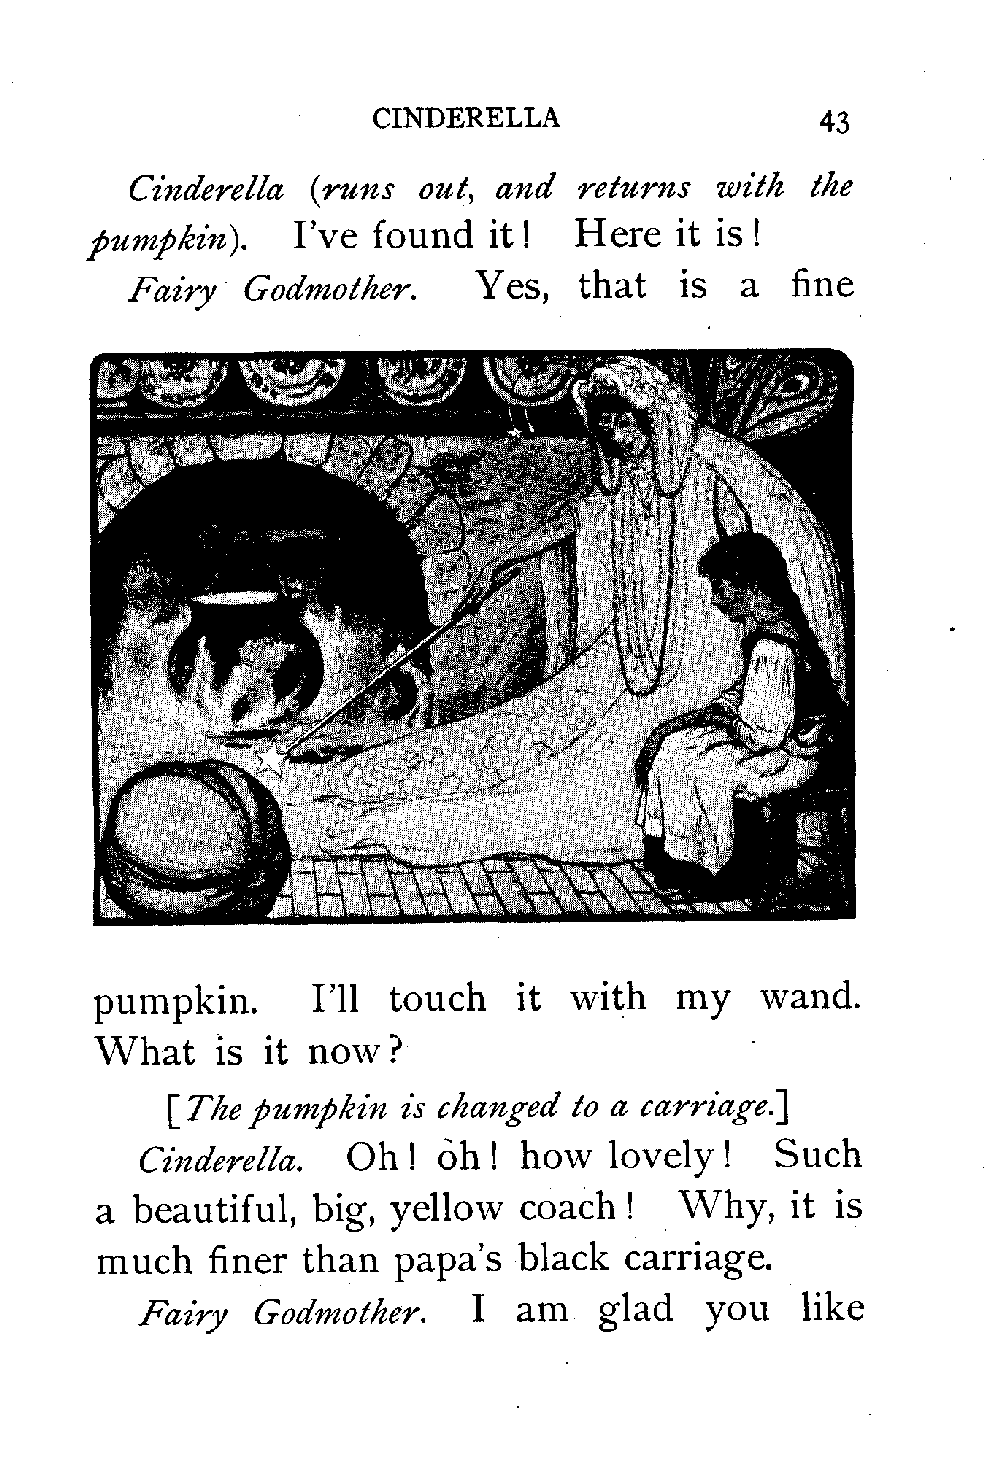 CINDERELLA 43
Cinderella (runs out, and returns with the
pumpkin). I've found it! Here it is!
Fairy Godmother. Yes, that is a fine
pumpkin. I'll touch it with my wand.
What is it now?
[The pumpkin is changed to a carriage.]
Cinderella. Oh! oh! how lovely! Such
a beautiful, big, yellow coach! Why, it is
much finer than papa's black carriage.
Fairy Godmother. I am glad you like